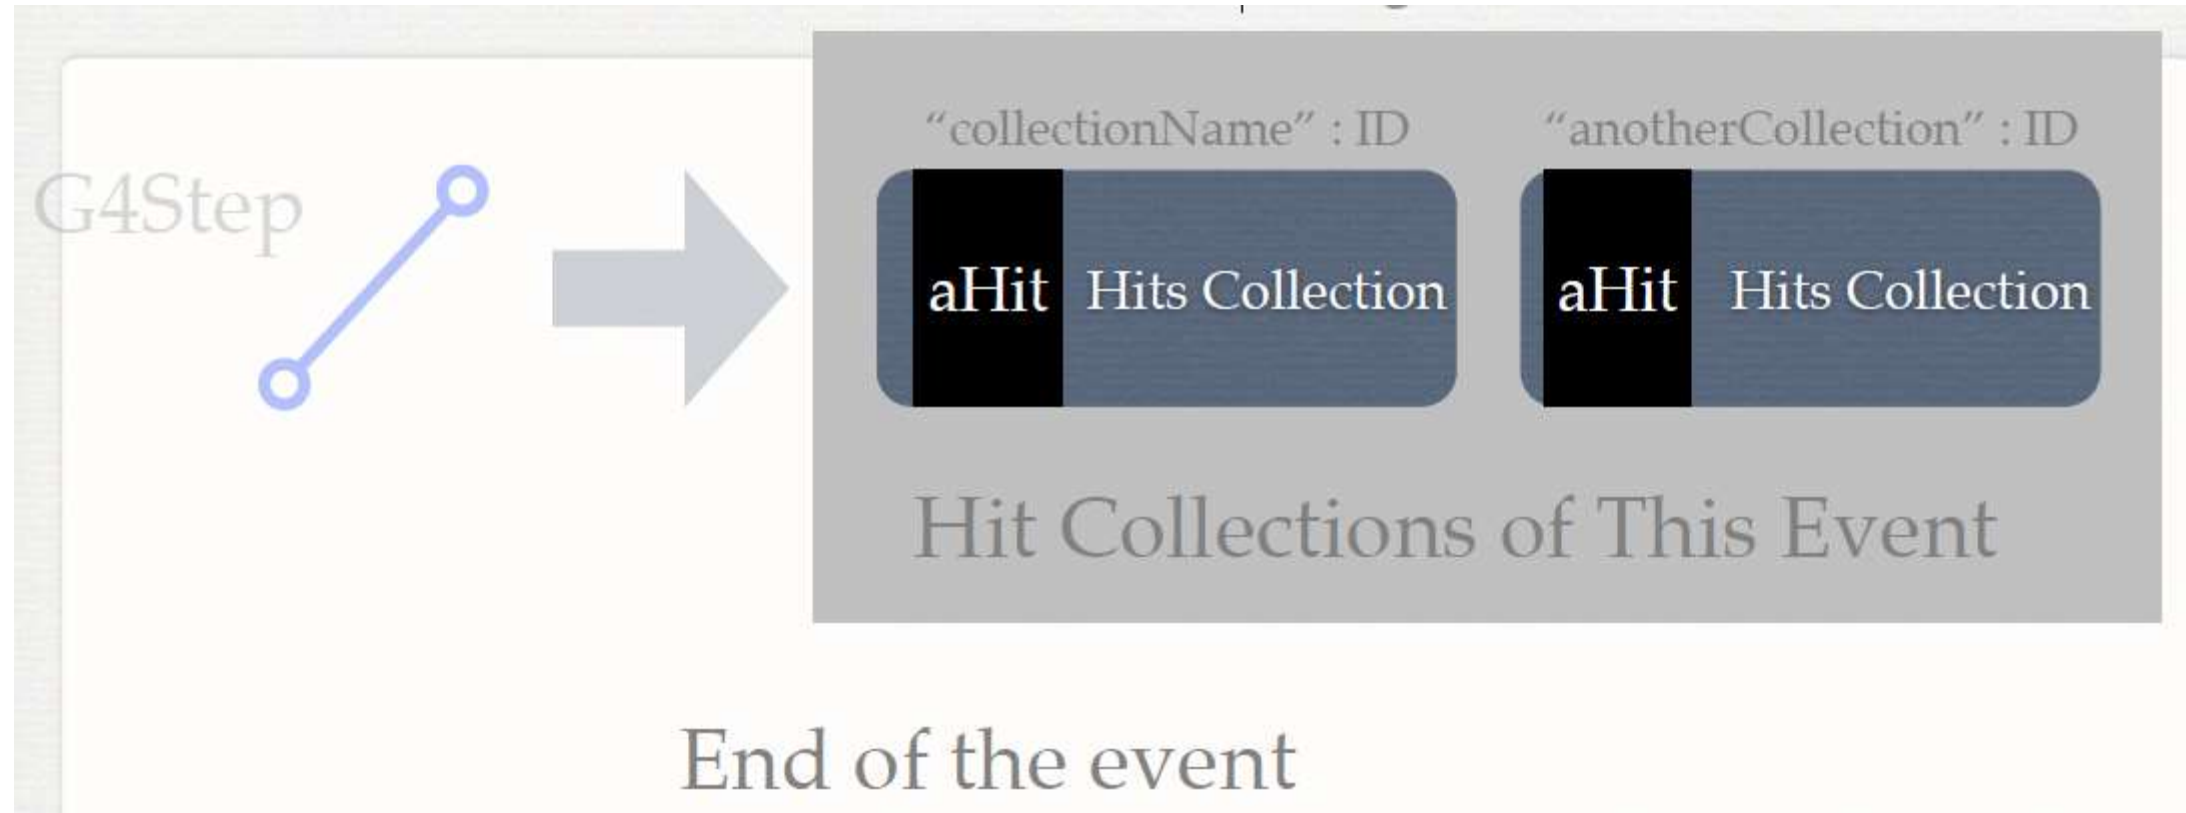 G4Step
“collectionName” : ID
“anotherCollection” : ID
aHit
Hits Collection
aHit
Hits Collection
Hit Collections of This Event
End of the event